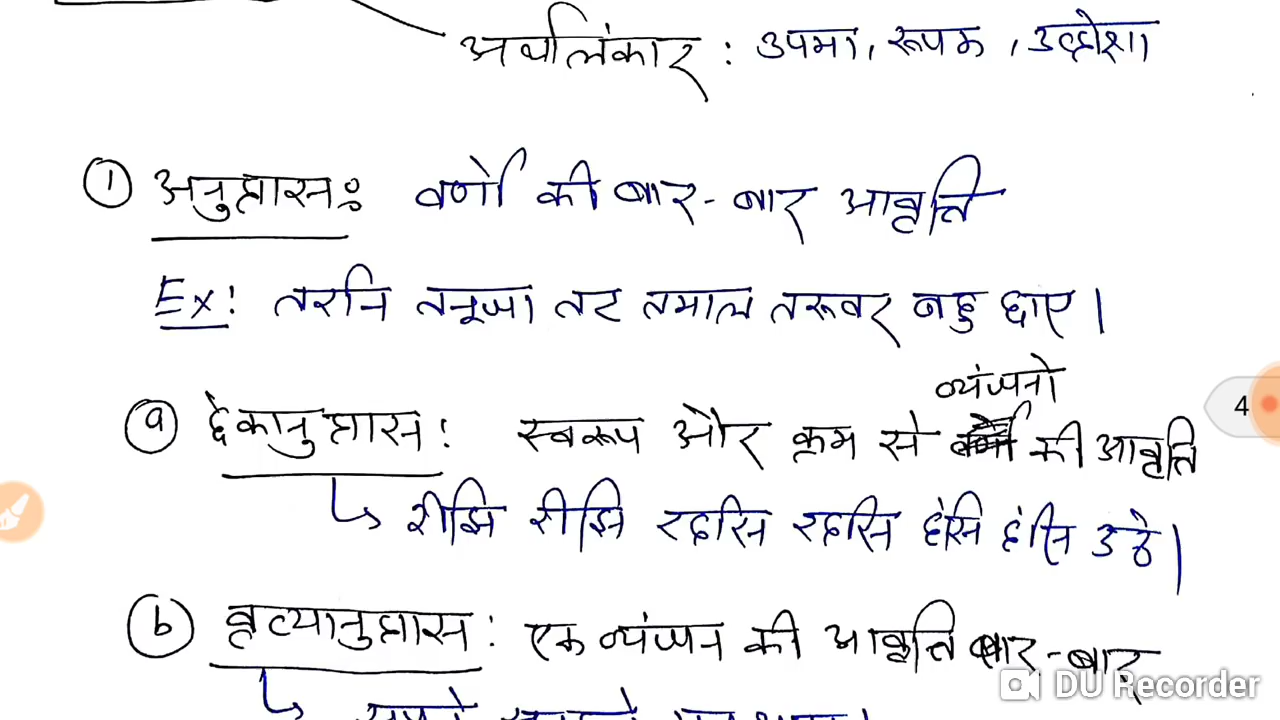 अर्थालंकार : उपमा, रूपक, उत्प्रेक्षा
① अनुप्रास: वर्णो की बार-बार आवृत्ति
Ex: तरनि तनूजा तट तमाल तरूवर बहु छाए।
व्यंजनो
ⓐ छेकानुप्रास: स्वरूप और क्रम से की आवृत्ति
रीझि रीझि रहसि रहसि हंसि हंसि उठे।
ⓑ वृत्यानुप्रास: एक व्यंजन की आवृत्ति बार-बार
4
DU Recorder